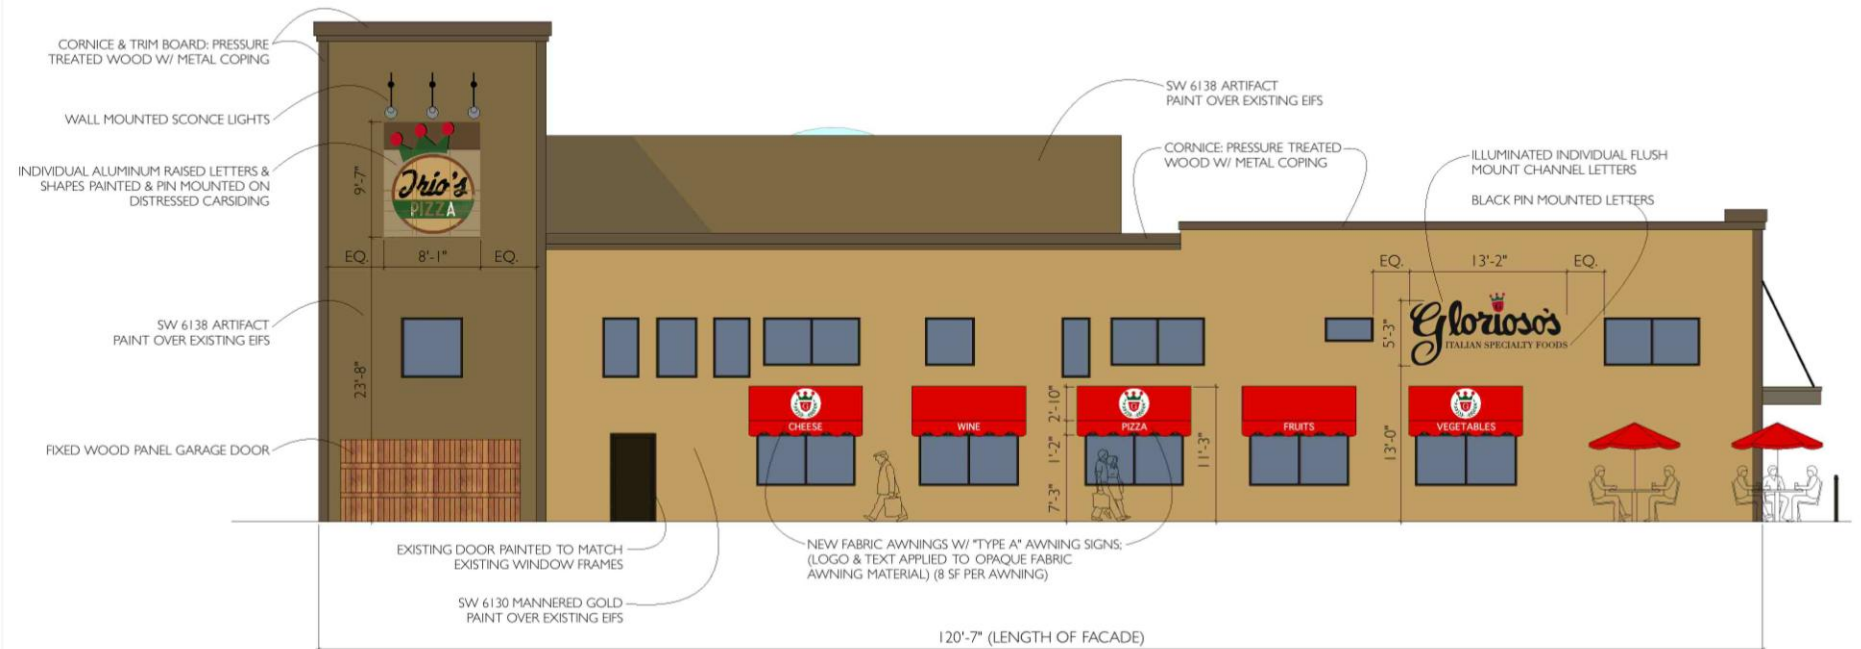 CORNICE & TRIM BOARD: PRESSURE
TREATED WOOD W/ METAL COPING
WALL MOUNTED SCONCE LIGHTS
INDIVIDUAL ALUMINUM RAISED LETTERS &
SHAPES PAINTED & PIN MOUNTED ON
DISTRESSED CARSIDING
SW 6138 ARTIFACT
PAINT OVER EXISTING EIFS
FIXED WOOD PANEL GARAGE DOOR
9'-7"
Trio's
PIZZA
EQ.
8'-1"
EQ.
23'-8"
SW 6138 ARTIFACT
PAINT OVER EXISTING EIFS
CORNICE: PRESSURE TREATED
WOOD W/ METAL COPING
ILLUMINATED INDIVIDUAL FLUSH
MOUNT CHANNEL LETTERS
BLACK PIN MOUNTED LETTERS
EQ.
13'-2"
EQ.
5'-3"
Glorioso's
ITALIAN SPECIALTY FOODS
13'-0"
CHEESE
WINE
PIZZA
FRUITS
VEGETABLES
2'-10"
1'-2"
7'-3"
11'-3"
EXISTING DOOR PAINTED TO MATCH
EXISTING WINDOW FRAMES
SW 6130 MANNERED GOLD
PAINT OVER EXISTING EIFS
NEW FABRIC AWNINGS W/ "TYPE A" AWNING SIGNS;
(LOGO & TEXT APPLIED TO OPAQUE FABRIC
AWNING MATERIAL) (8 SF PER AWNING)
120'-7" (LENGTH OF FACADE)